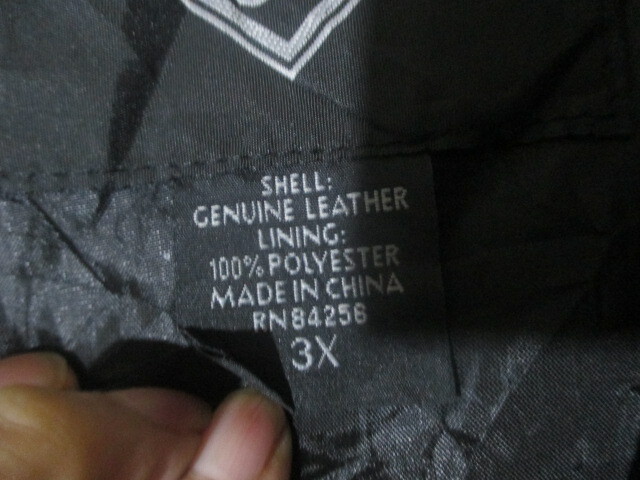 SHELL:
GENUINE LEATHER
LINING:
100% POLYESTER
MADE IN CHINA
RN84256
3X